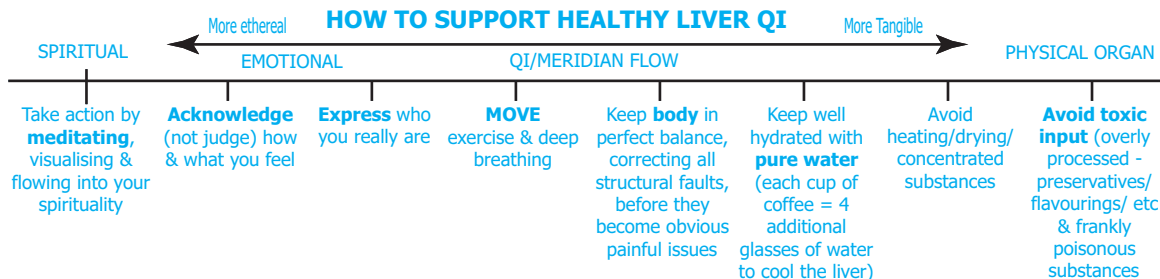 HOW TO SUPPORT HEALTHY LIVER QI
More ethereal
More Tangible
SPIRITUAL
EMOTIONAL
QI/MERIDIAN FLOW
PHYSICAL ORGAN
Take action by
meditating,
visualising &
flowing into your
spirituality
Acknowledge
(not judge) how
& what you feel
Express who
you really are
MOVE
exercise & deep
breathing
Keep body in
perfect balance,
correcting all
structural faults,
before they
become obvious
painful issues
Keep well
hydrated with
pure water
(each cup of
coffee = 4
additional
glasses of water
to cool the liver)
Avoid
heating/drying/
concentrated
substances
Avoid toxic
input (overly
processed -
preservatives/
flavourings/ etc
& frankly
poisonous
substances